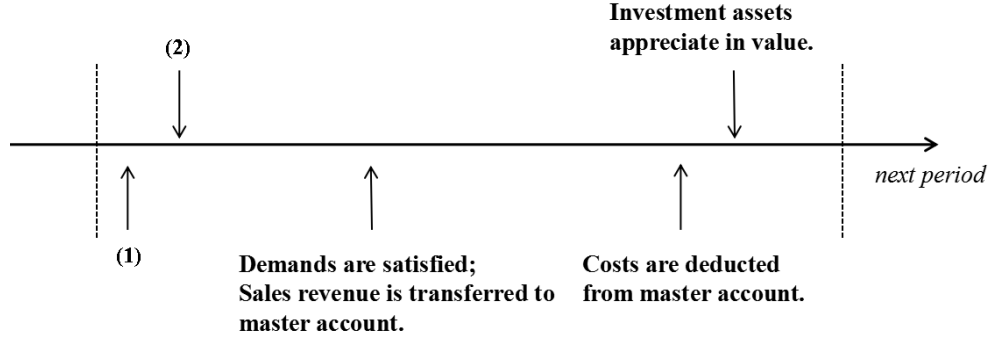 Investment assets
appreciate in value.
(2)
next period
(1)
Demands are satisfied;
Sales revenue is transferred to
master account.
Costs are deducted
from master account.